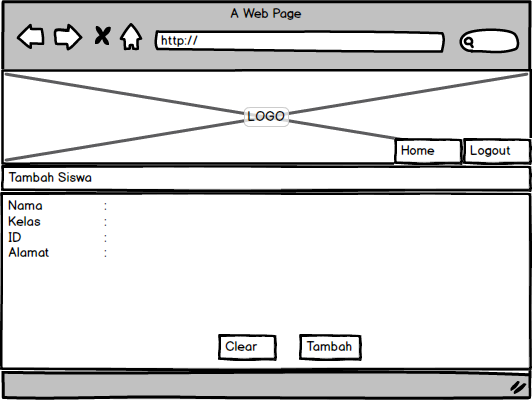 A Web Page
http://
LOGO
Home Logout
Tambah Siswa
Nama :
Kelas :
ID :
Alamat :
Clear Tambah